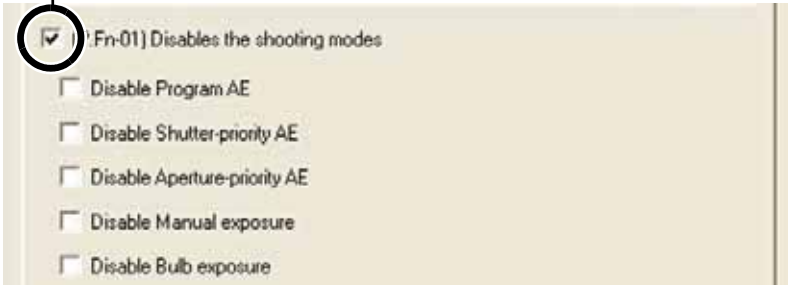 .Fn-01) Disables the shooting modes
Disable Program AE
Disable Shutter-priority AE
Disable Aperture-priority AE
Disable Manual exposure
Disable Bulb exposure